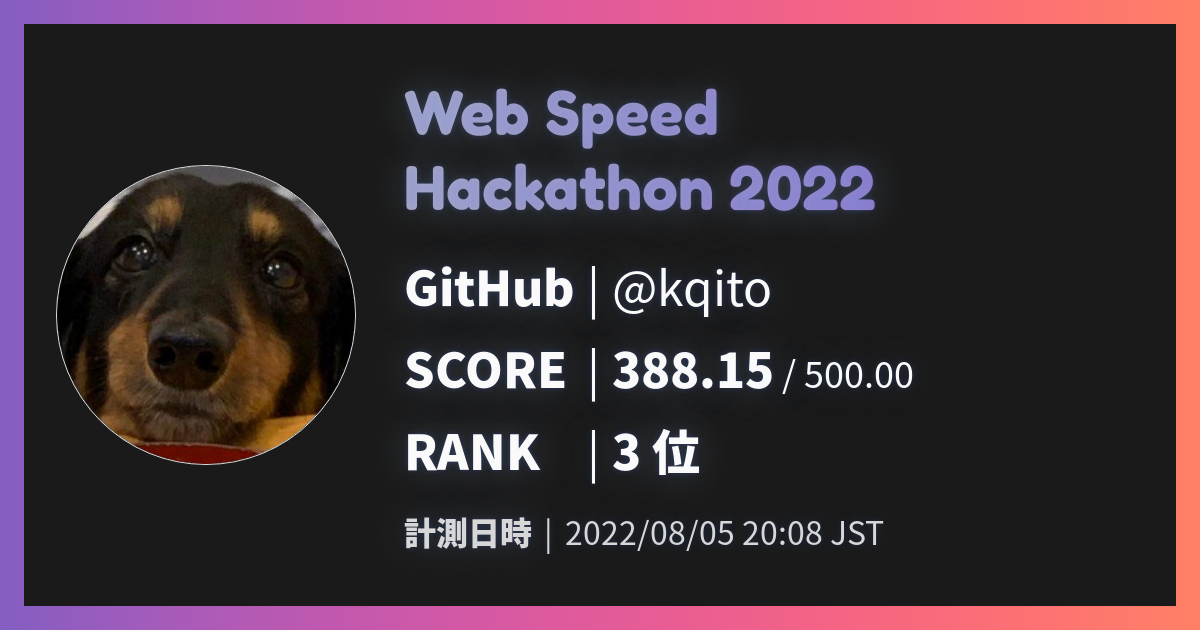 Web Speed
Hackathon 2022
GitHub | @kqito
SCORE | 388.15 / 500.00
RANK | 3 位
計測日時 | 2022/08/05 20:08 JST